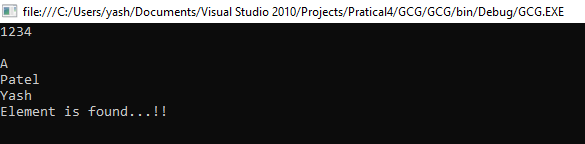 file:///C:/Users/yash/Documents/Visual Studio 2010/Projects/Pratical4/GCG/GCG/bin/Debug/GCG.EXE
1234
A
Patel
Yash
Element is found...!!